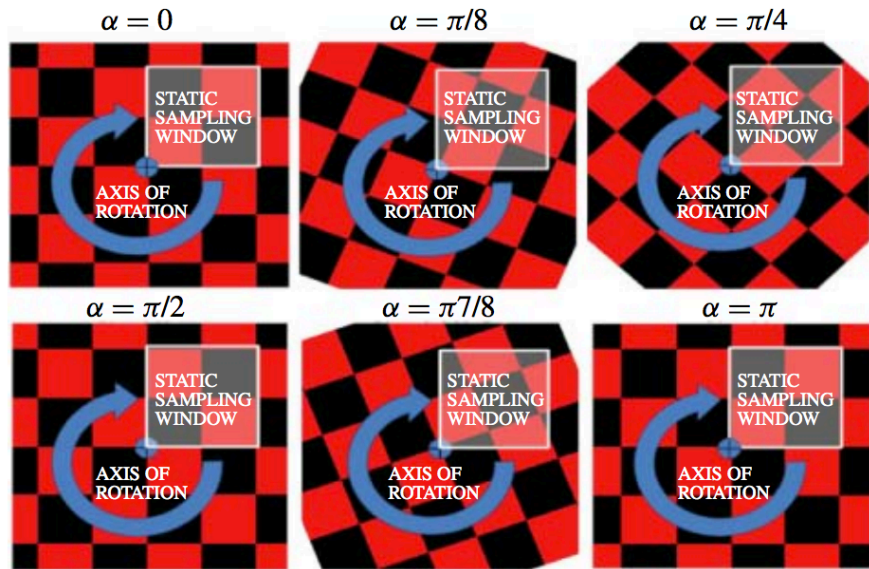 α = 0
α = π/8
α = π/4
STATIC
SAMPLING
WINDOW
AXIS OF
ROTATION
STATIC
SAMPLING
WINDOW
AXIS OF
ROTATION
STATIC
SAMPLING
WINDOW
AXIS OF
ROTATION
α = π/2
α = π7/8
α = π
STATIC
SAMPLING
WINDOW
AXIS OF
ROTATION
STATIC
SAMPLING
WINDOW
AXIS OF
ROTATION
STATIC
SAMPLING
WINDOW
AXIS OF
ROTATION